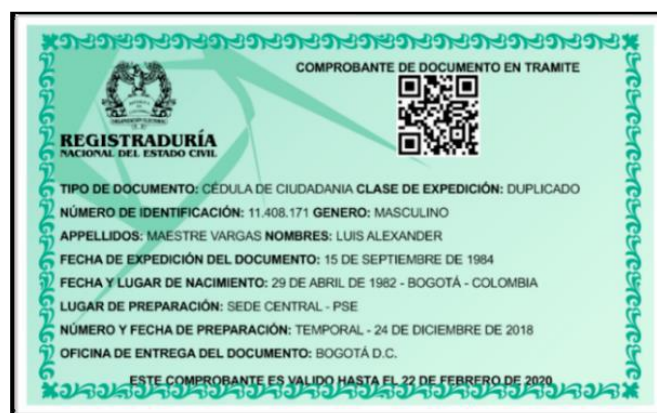 COMPROBANTE DE DOCUMENTO EN TRAMITE
REGISTRADURÍA
NACIONAL DEL ESTADO CIVIL
TIPO DE DOCUMENTO: CÉDULA DE CIUDADANIA CLASE DE EXPEDICIÓN: DUPLICADO
NÚMERO DE IDENTIFICACIÓN: 11.408.171 GENERO: MASCULINO
APPELLIDOS: MAESTRE VARGAS NOMBRES: LUIS ALEXANDER
FECHA DE EXPEDICIÓN DEL DOCUMENTO: 15 DE SEPTIEMBRE DE 1984
FECHA Y LUGAR DE NACIMIENTO: 29 DE ABRIL DE 1982 - BOGOTÁ - COLOMBIA
LUGAR DE PREPARACIÓN: SEDE CENTRAL - PSE
NÚMERO Y FECHA DE PREPARACIÓN: TEMPORAL - 24 DE DICIEMBRE DE 2018
OFICINA DE ENTREGA DEL DOCUMENTO: BOGOTÁ D.C.
ESTE COMPROBANTE ES VALIDO HASTA EL 22 DE FEBRERO DE 2020